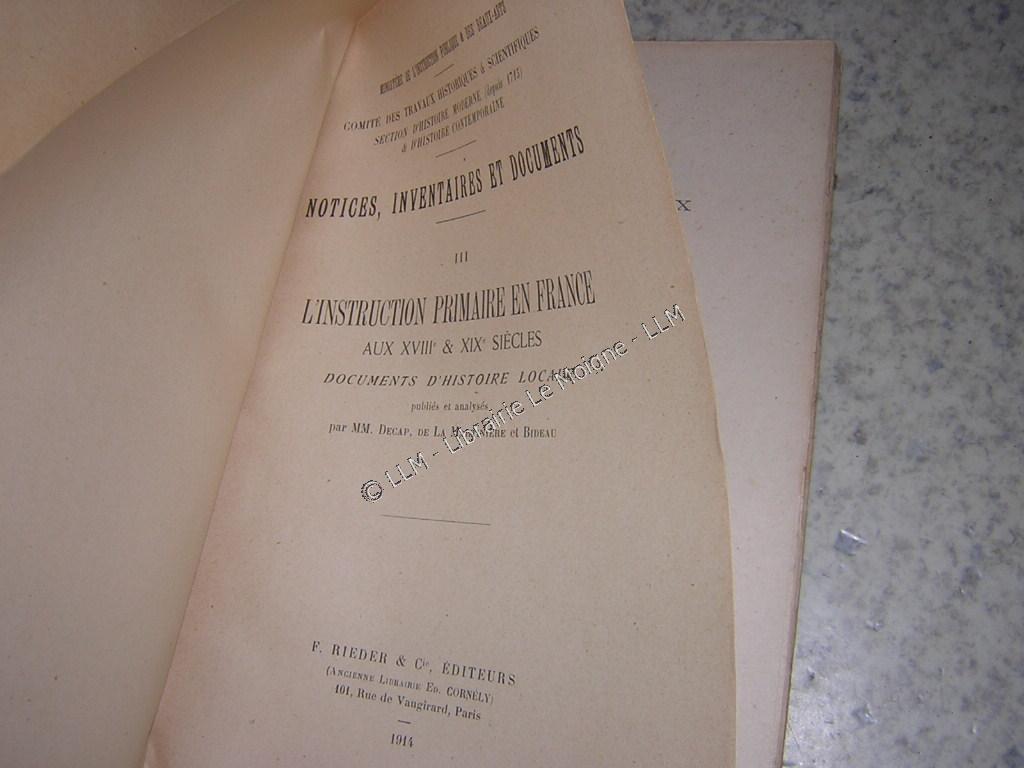 MINISTÈRE DE L'INSTRUCTION PUBLIQUE & DES BEAUX-ARTS
COMITÉ DES TRAVAUX HISTORIQUES & SCIENTIFIQUES
SECTION D'HISTOIRE MODERNE (depuis 1715)
& D'HISTOIRE CONTEMPORAINE
NOTICES, INVENTAIRES ET DOCUMENTS
III
L'INSTRUCTION PRIMAIRE EN FRANCE
AUX XVIIIe & XIXe SIÈCLES
DOCUMENTS D'HISTOIRE
publiés et analysés
par MM. DECAP, DE LA et BIDEAU
F. RIEDER & Cie, ÉDITEURS
(ANCIENNE LIBRAIRIE ED. CORNÉLY)
101, Rue de Vaugirard, Paris
1914
X
© LLM - Librairie Le Moigne - LLM